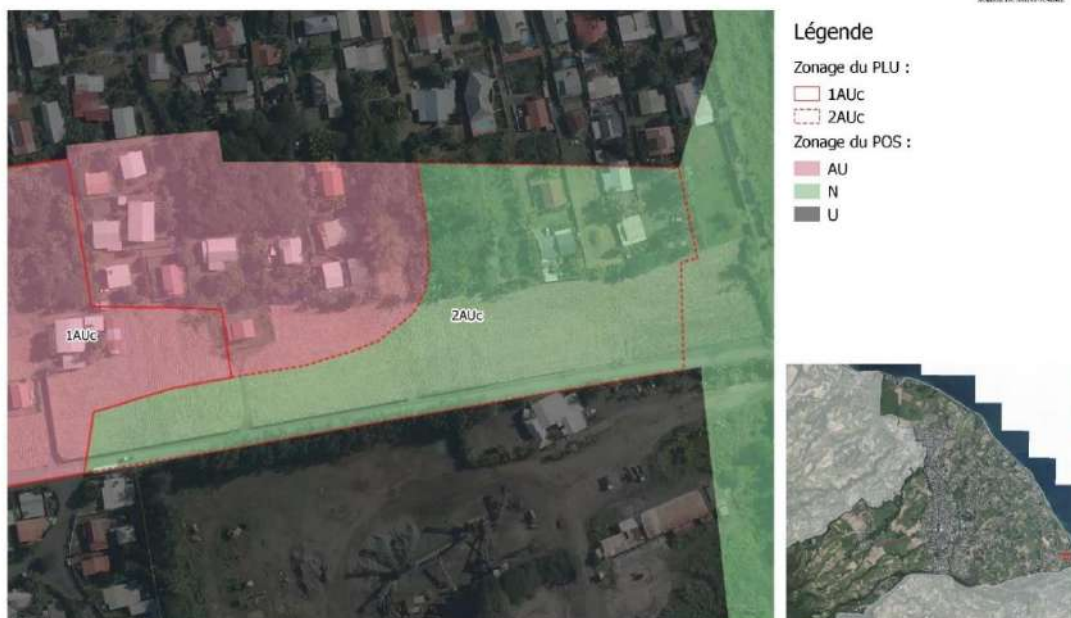 Légende
Zonage du PLU :
1AUc
2AUc
Zonage du POS :
AU
N
U
1AUc
2AUc